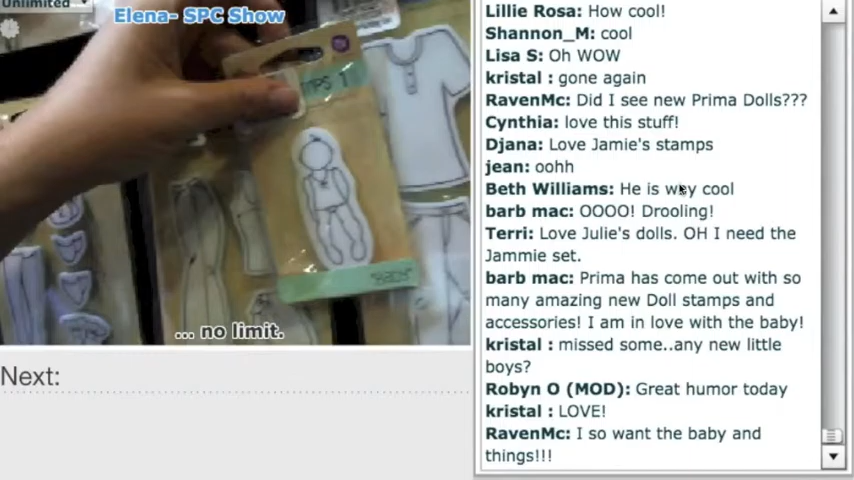 Unlimited
Elena- SPC Show
MPS 1
"BABY"
... no limit.
Next:
Lillie Rosa: How cool!
Shannon_M: cool
Lisa S: Oh WOW
kristal : gone again
RavenMc: Did I see new Prima Dolls???
Cynthia: love this stuff!
Djana: Love Jamie's stamps
jean: oohh
Beth Williams: He is way cool
barb mac: OOOO! Drooling!
Terri: Love Julie's dolls. OH I need the
Jammie set.
barb mac: Prima has come out with so
many amazing new Doll stamps and
accessories! I am in love with the baby!
kristal : missed some..any new little
boys?
Robyn O (MOD): Great humor today
kristal : LOVE!
RavenMc: I so want the baby and
things!!!